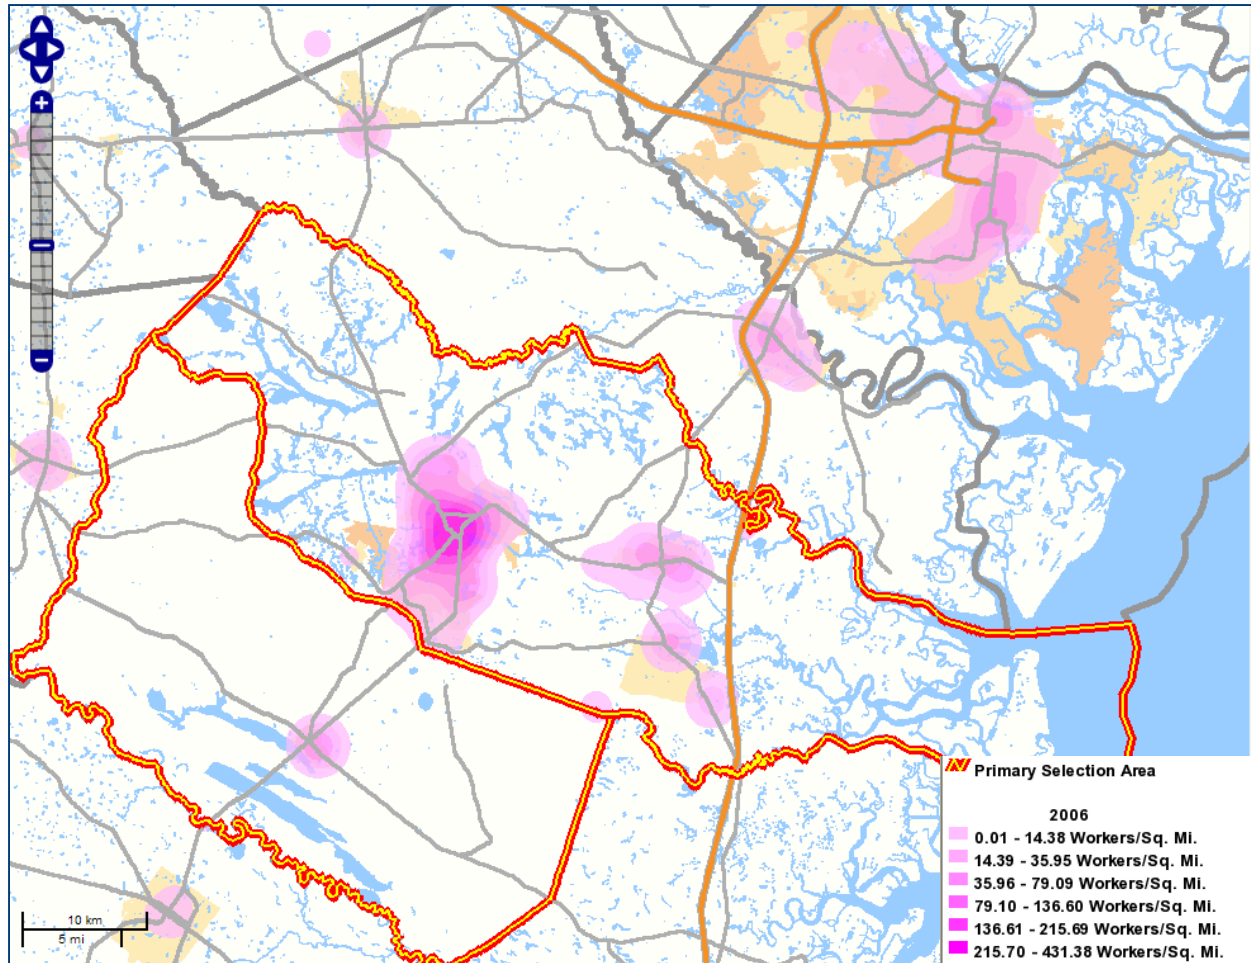 Primary Selection Area
2006
0.01 - 14.38 Workers/Sq. Mi.
14.39 - 35.95 Workers/Sq. Mi.
35.96 - 79.09 Workers/Sq. Mi.
79.10 - 136.60 Workers/Sq. Mi.
136.61 - 215.69 Workers/Sq. Mi.
215.70 - 431.38 Workers/Sq. Mi.
10 km
5 mi